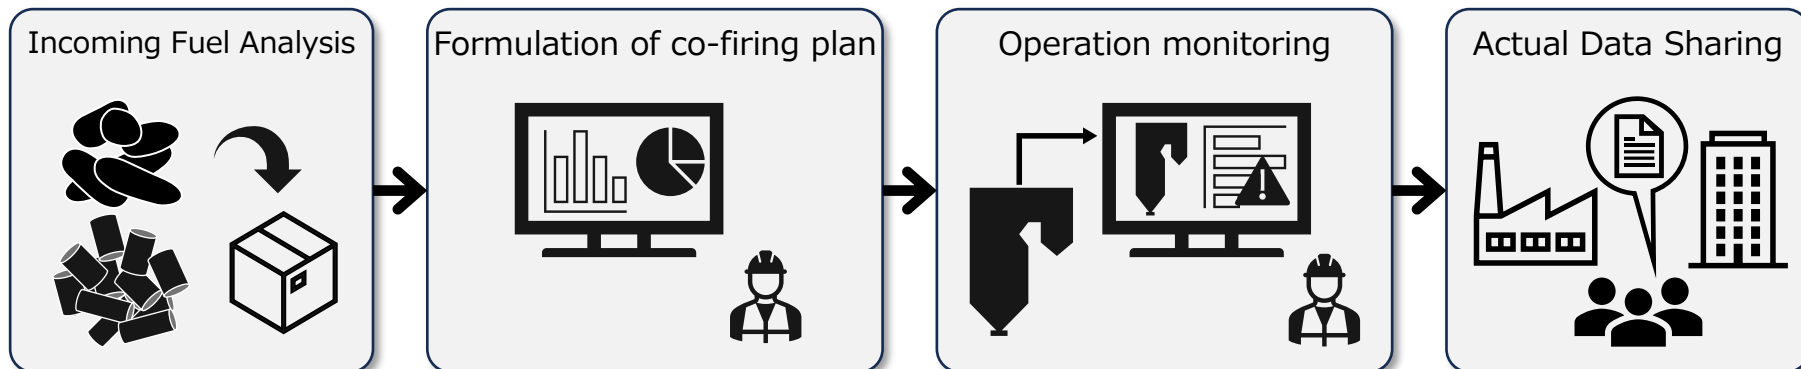 Incoming Fuel Analysis
Formulation of co-firing plan
Operation monitoring
Actual Data Sharing